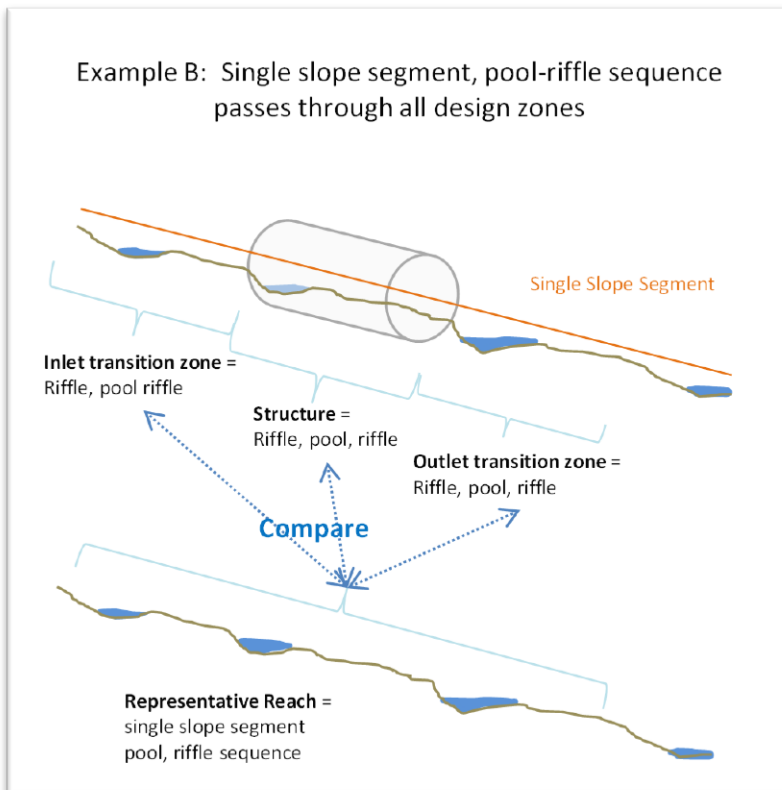 Example B:  Single slope segment, pool-riffle sequence
passes through all design zones
Single Slope Segment
Inlet transition zone =
Riffle, pool riffle
Structure =
Riffle, pool, riffle
Outlet transition zone =
Riffle, pool, riffle
Compare
Representative Reach =
single slope segment
pool, riffle sequence